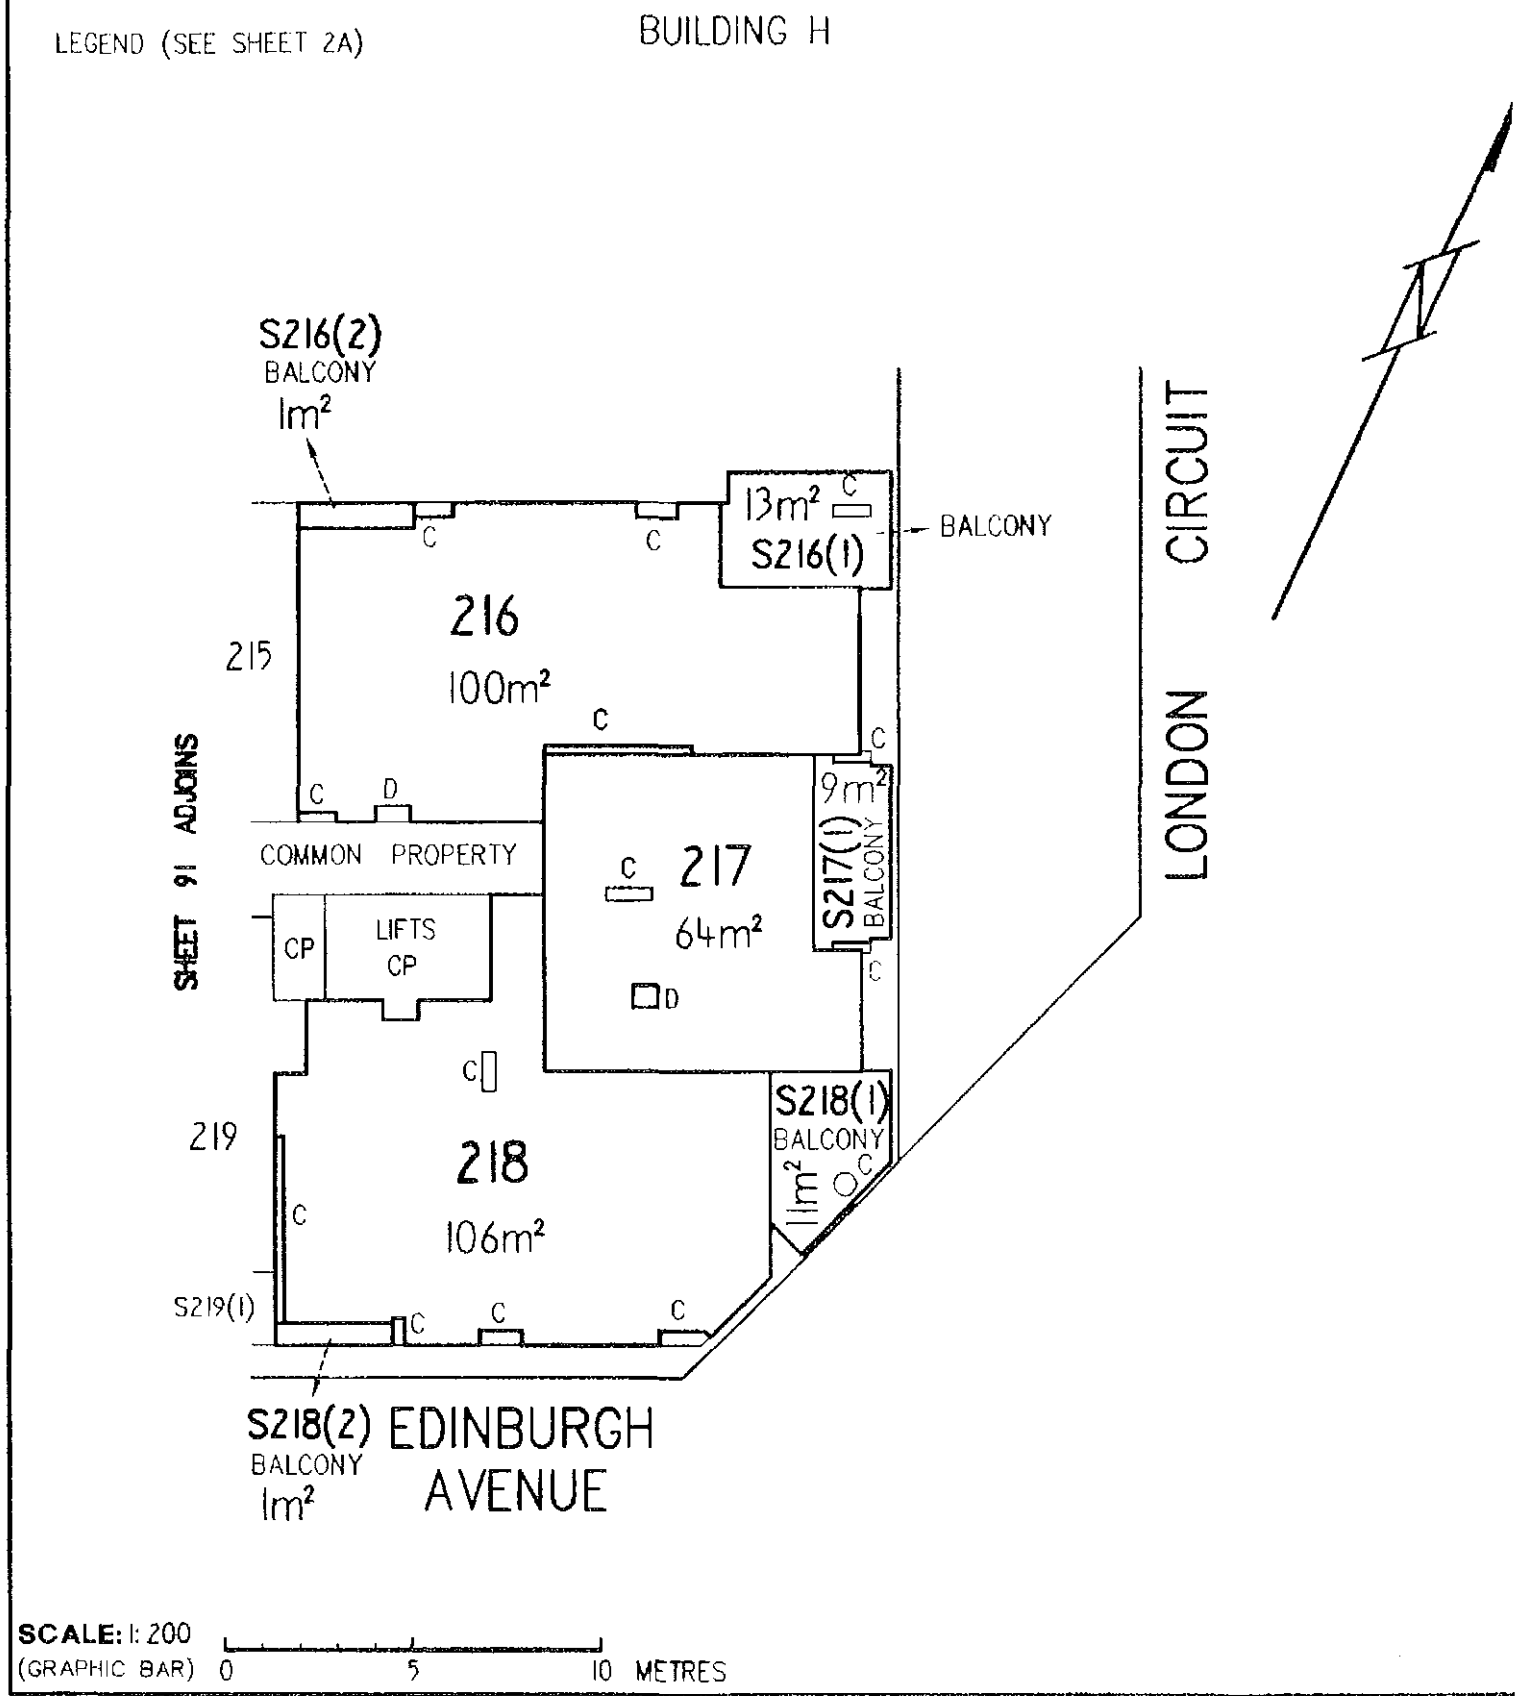 LEGEND (SEE SHEET 2A)
BUILDING H
S216(2)
BALCONY
1m²
13m²
C
S216(1)
BALCONY
C
C
216
100m²
215
C
C
D
C
COMMON PROPERTY
SHEET 91 ADJOINS
CP
LIFTS
CP
C
217
64m²
D
9m²
S217(1)
BALCONY
C
LONDON CIRCUIT
C
218
106m²
219
C
S219(1)
S218(1)
BALCONY
11m²
C
C
C
C
S218(2)
BALCONY
1m²
EDINBURGH
AVENUE
SCALE: 1:200
(GRAPHIC BAR)
0 5 10 METRES